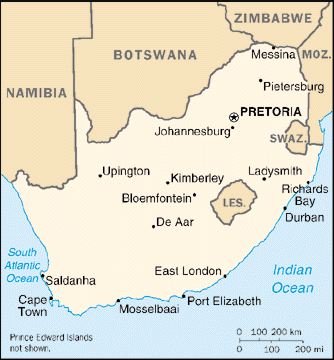 ZIMBABWE
BOTSWANA
MOZ.
Messina
NAMIBIA
Pietersburg
PRETORIA
Johannesburg
SWAZ.
Upington
Kimberley
Ladysmith
Richards
Bay
Bloemfontein
LES.
Durban
De Aar
South
Atlantic
Ocean
Saldanha
East London
Indian
Ocean
Cape
Town
Mosselbaai
Port Elizabeth
Prince Edward Islands
not shown.
0 100 200 km
0 100 200 mi